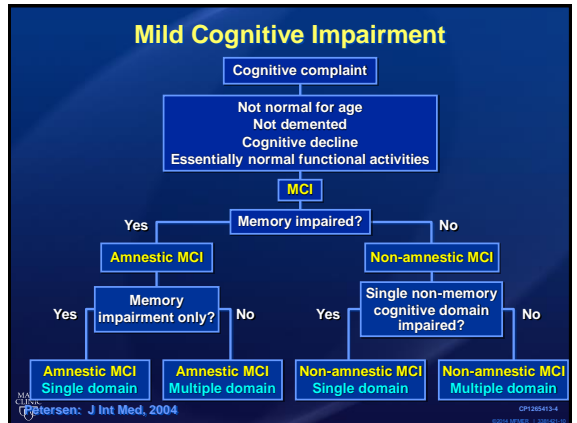 Mild Cognitive Impairment
Cognitive complaint
Not normal for age
Not demented
Cognitive decline
Essentially normal functional activities
MCI
Yes
Memory impaired?
No
Amnestic MCI
Non-amnestic MCI
Yes
Memory
impairment only?
No
Yes
Single non-memory
cognitive domain
impaired?
No
Amnestic MCI
Single domain
Amnestic MCI
Multiple domain
Non-amnestic MCI
Single domain
Non-amnestic MCI
Multiple domain
Petersen: J Int Med, 2004
CP1265413-4